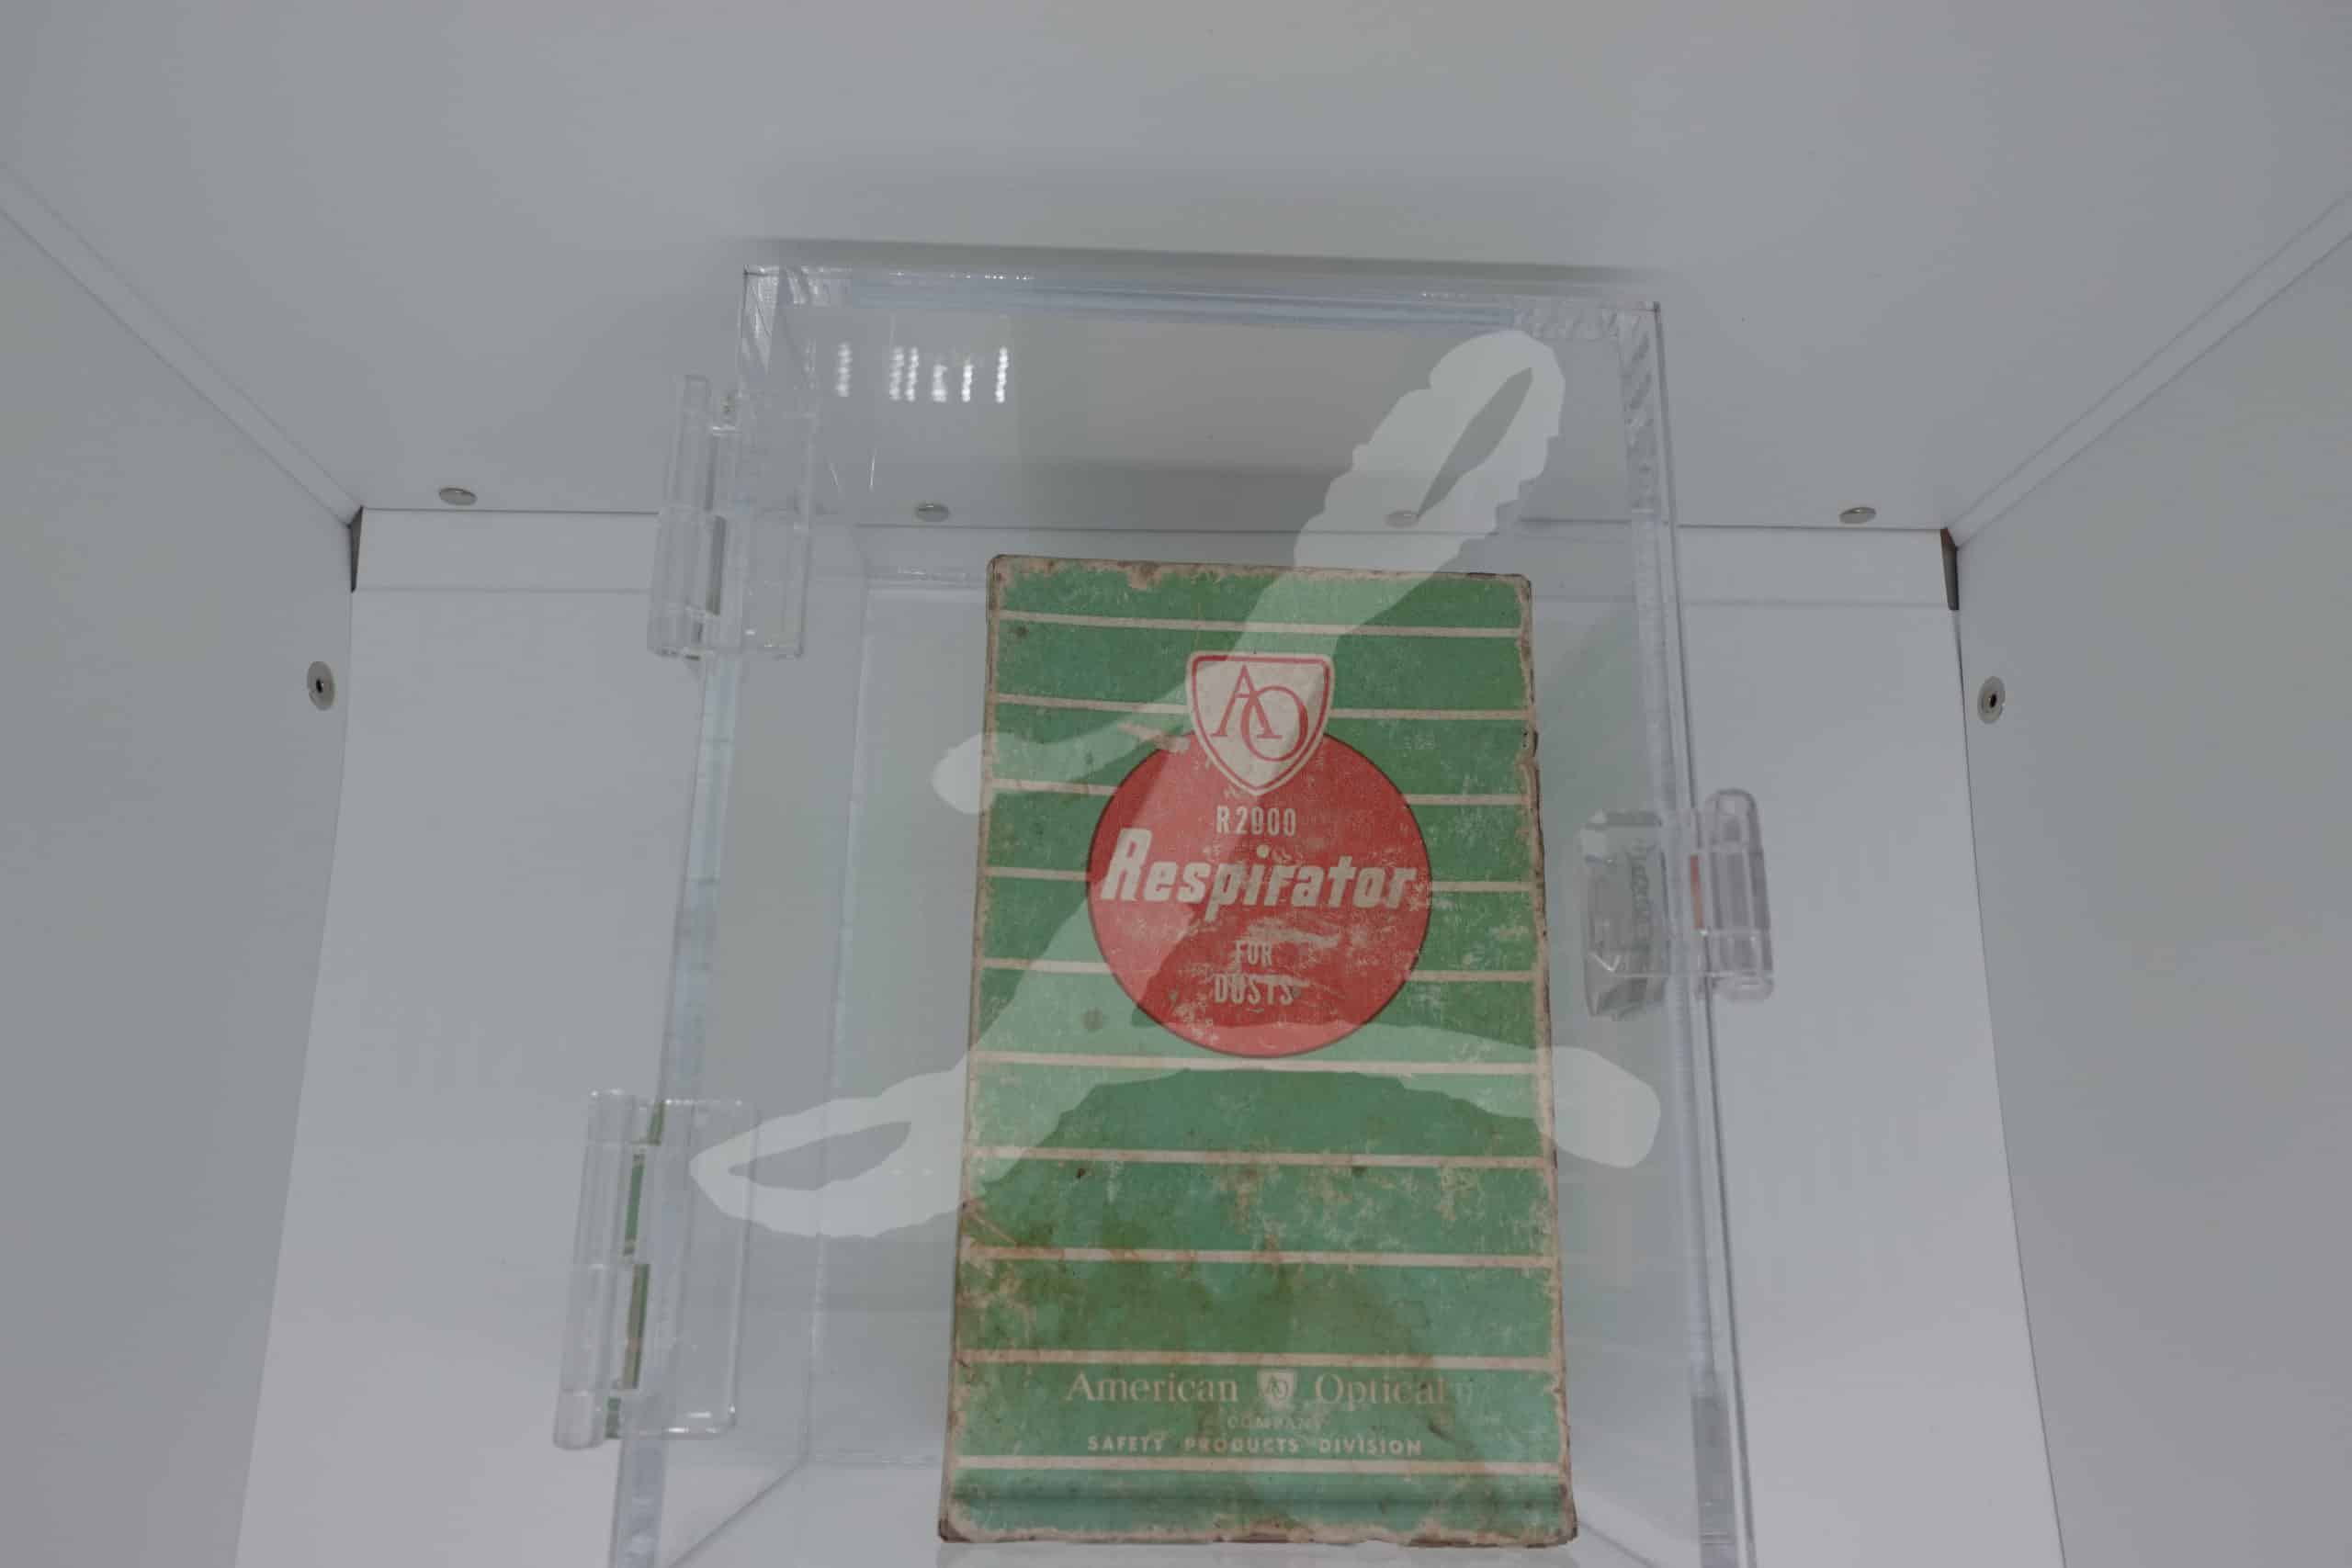 AO
R2000
Respirator
FOR
DUSTS
American AO Optical
COMPANY
SAFETY PRODUCTS DIVISION